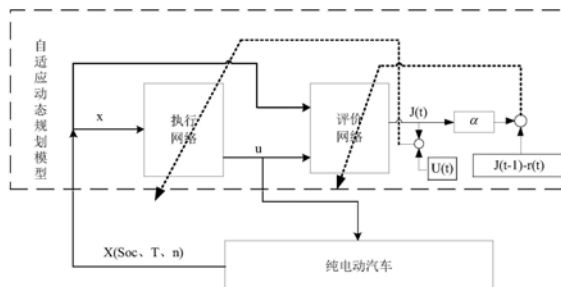 自适应动态规划模型
x
执行
网络
u
评价
网络
J(t)
α
U(t)
J(t-1)-r(t)
X(Soc、T、n)
纯电动汽车